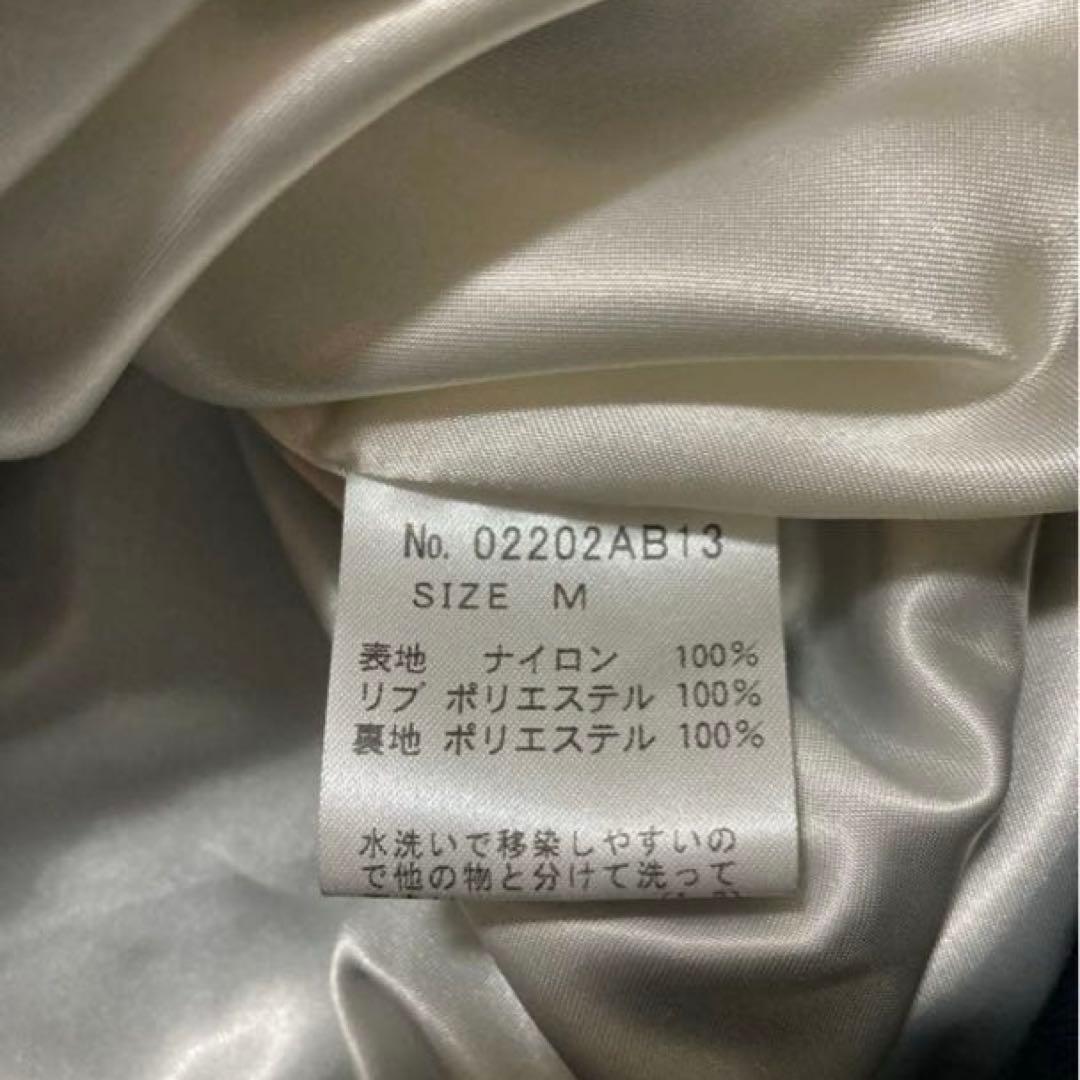 No. 02202AB13
SIZE M
表地 ナイロン 100%
リブ ポリエステル 100%
裏地 ポリエステル 100%
水洗いで移染しやすいの
で他の物と分けて洗って